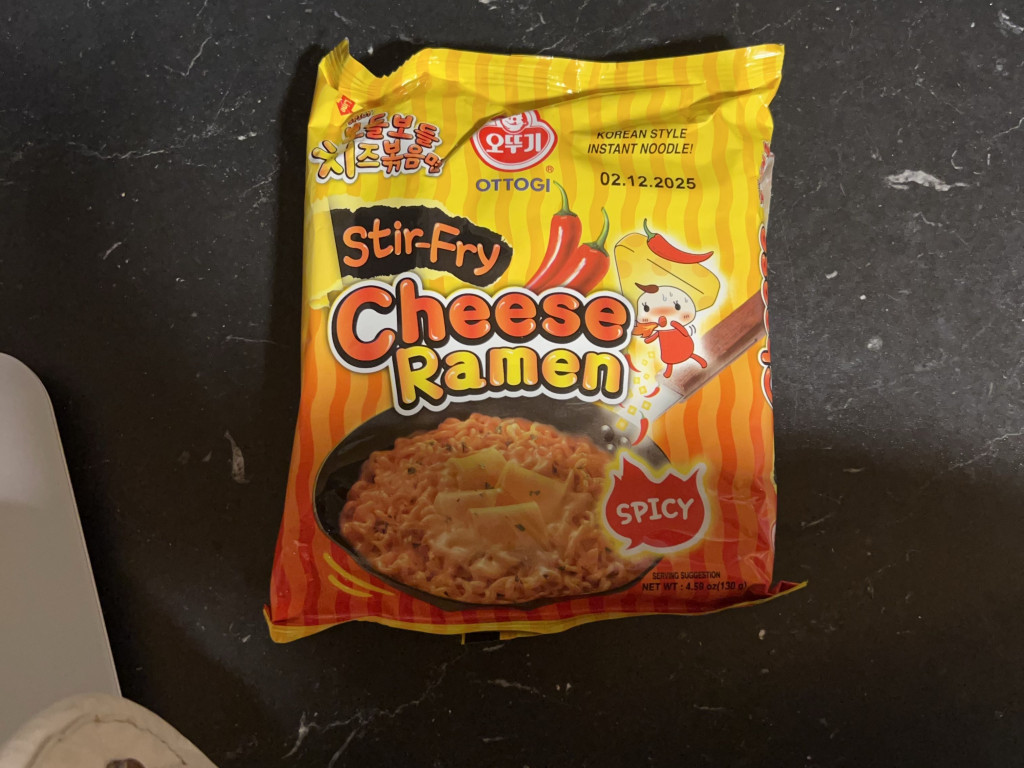 보들보들
치즈볶음면
오뚜기
OTTOGI
®
KOREAN STYLE
INSTANT NOODLE!
02.12.2025
Stir-Fry
Cheese
Ramen
SPICY
SERVING SUGGESTION
NET WT : 4.59 oz(130 g)